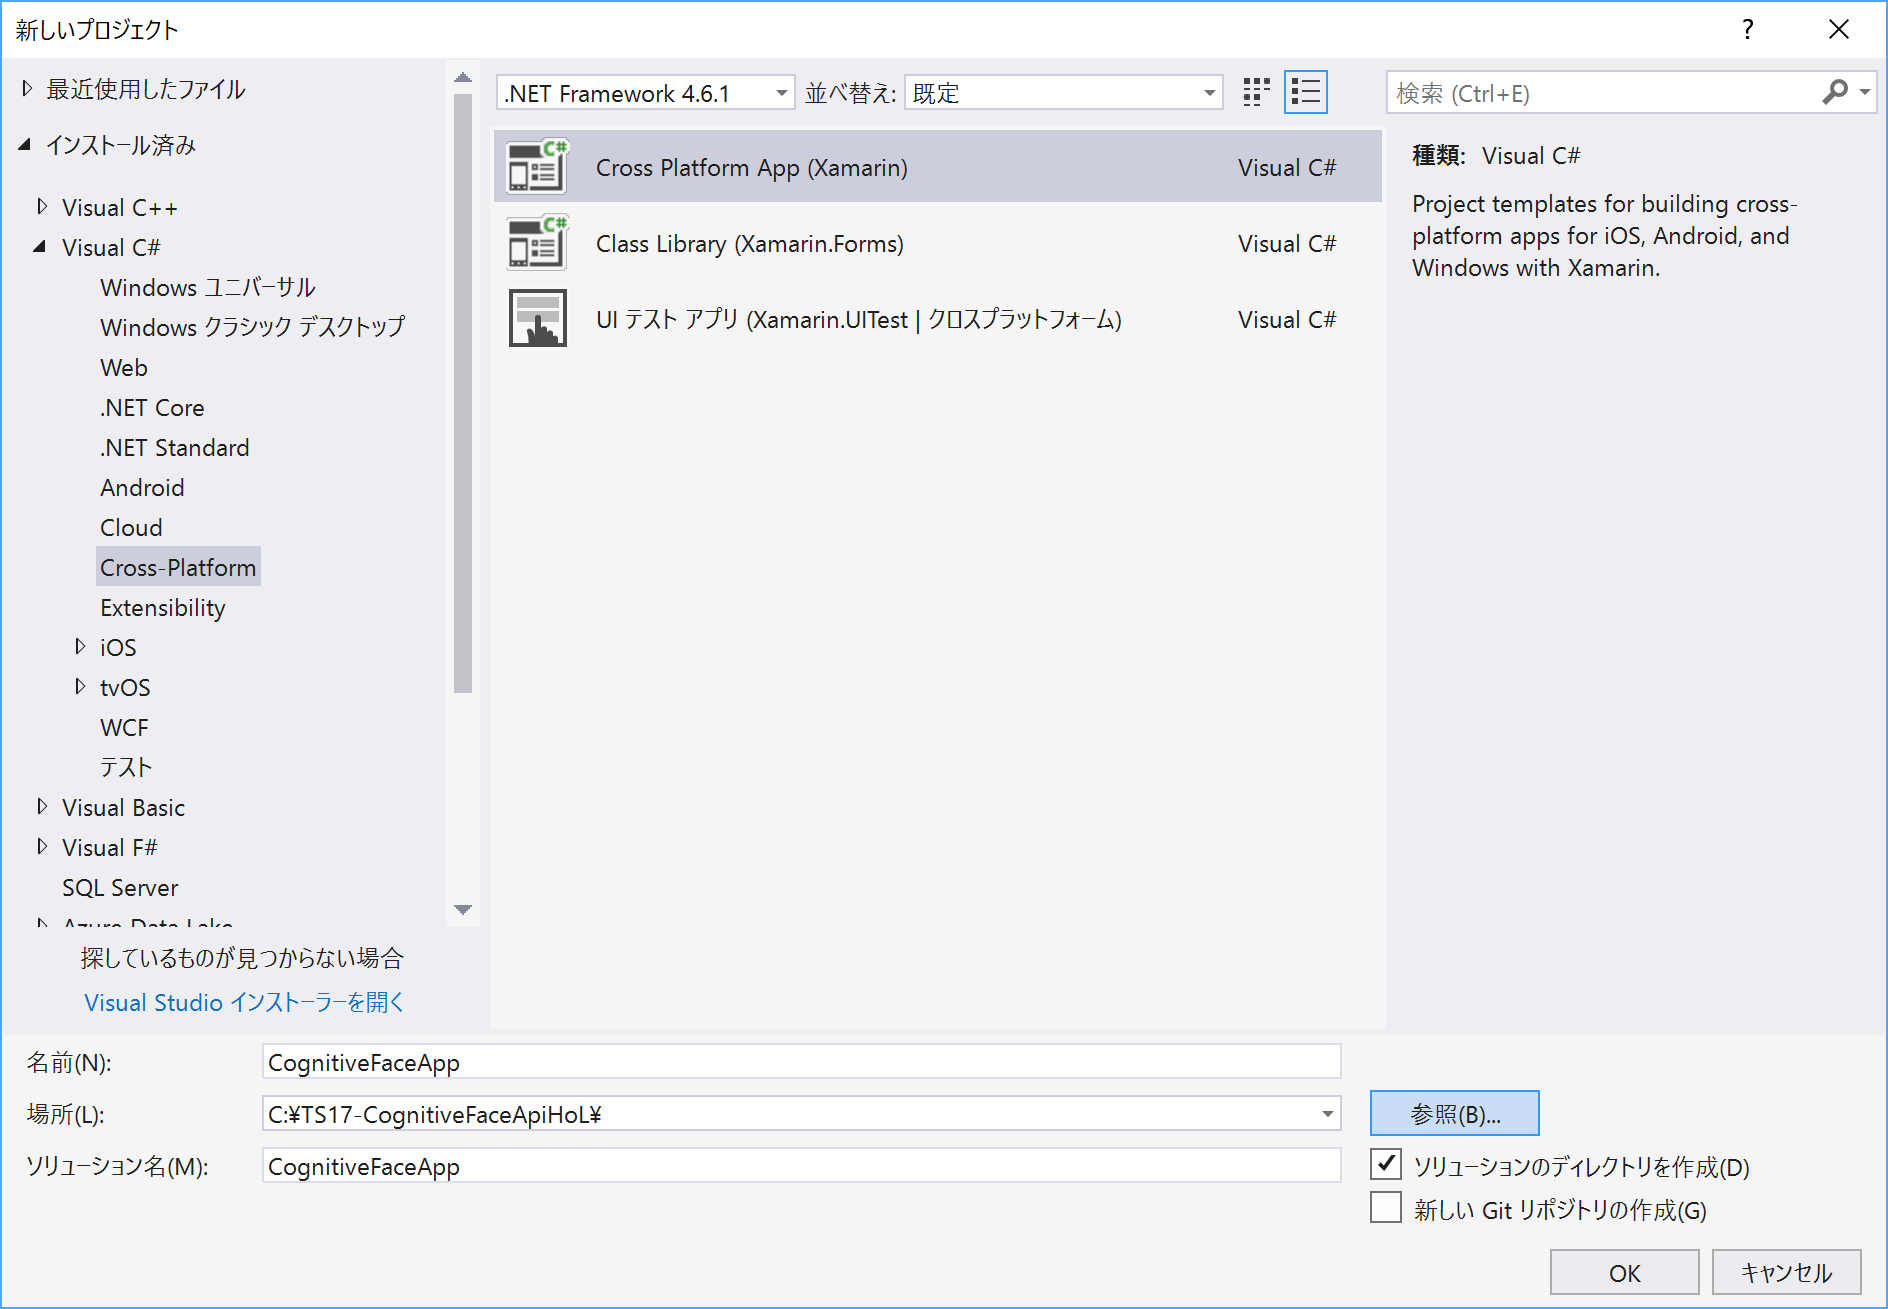 新しいプロジェクト
?
最近使用したファイル
インストール済み
Visual C++
Visual C#
Windows ユニバーサル
Windows クラシック デスクトップ
Web
.NET Core
.NET Standard
Android
Cloud
Cross-Platform
Extensibility
iOS
tvOS
WCF
テスト
Visual Basic
Visual F#
SQL Server
Azure Data Lake
探しているものが見つからない場合
Visual Studio インストーラーを開く
.NET Framework 4.6.1 並べ替え: 既定
C# Cross Platform App (Xamarin) Visual C#
C# Class Library (Xamarin.Forms) Visual C#
UI テスト アプリ (Xamarin.UITest | クロスプラットフォーム) Visual C#
検索 (Ctrl+E)
種類: Visual C#
Project templates for building cross-
platform apps for iOS, Android, and
Windows with Xamarin.
名前(N): CognitiveFaceApp
場所(L): C:¥TS17-CognitiveFaceApiHoL¥
参照(B)...
ソリューション名(M): CognitiveFaceApp
ソリューションのディレクトリを作成(D)
新しい Git リポジトリの作成(G)
OK キャンセル